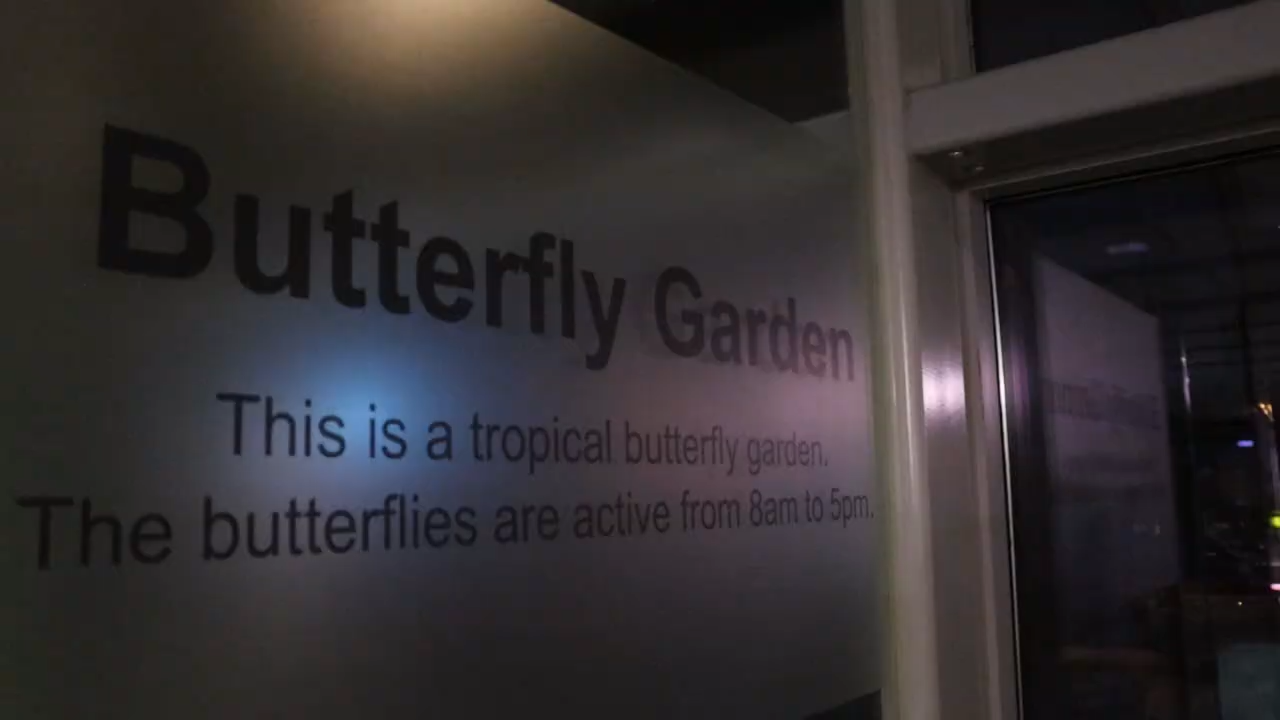 Butterfly Garden
This is a tropical butterfly garden.
The butterflies are active from 8am to 5pm.